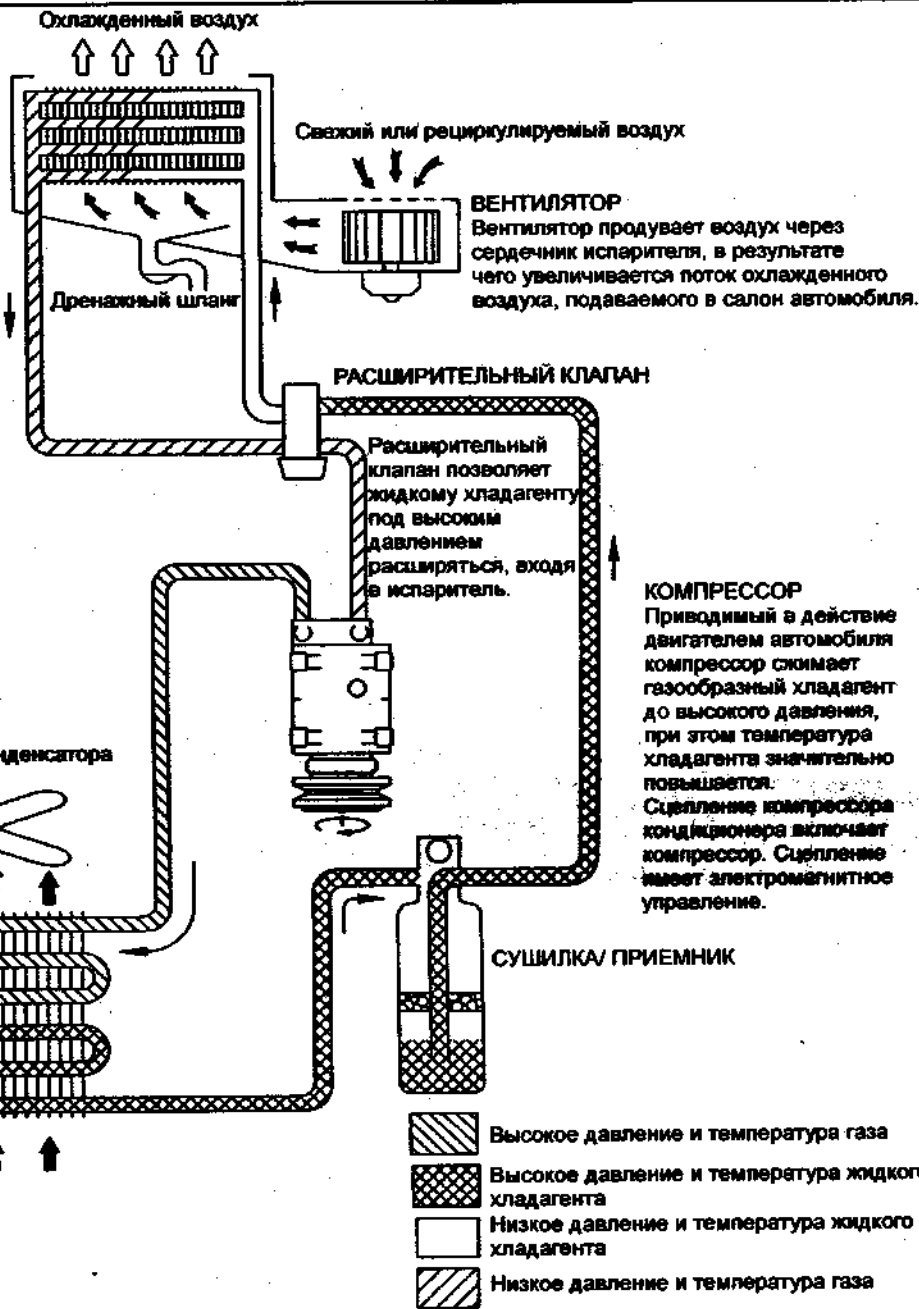 Охлажденный воздух
Свежий или рециркулируемый воздух
ВЕНТИЛЯТОР
Вентилятор продувает воздух через
сердечник испарителя, в результате
чего увеличивается поток охлажденного
воздуха, подаваемого в салон автомобиля.
Дренажный шланг
РАСШИРИТЕЛЬНЫЙ КЛАПАН
Расширительный
клапан позволяет
жидкому хладагенту
под высоким
давлением
расширяться, входя
в испаритель.
КОМПРЕССОР
Приводимый в действие
двигателем автомобиля
компрессор сжимает
газообразный хладагент
до высокого давления,
при этом температура
хладагента значительно
повышается.
Сцепление компрессора
кондиционера включает
компрессор. Сцепление
имеет электромагнитное
управление.
нденсатора
СУШИЛКА/ ПРИЕМНИК
Высокое давление и температура газа
Высокое давление и температура жидког
хладагента
Низкое давление и температура жидкого
хладагента
Низкое давление и температура газа